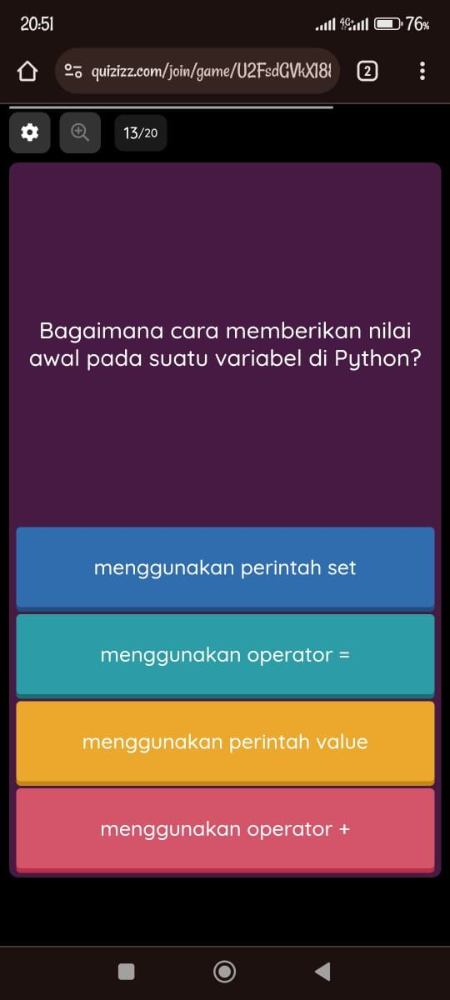 20:51
4G+
76%
quizizz.com/join/game/U2FsdGVkX18
2
13/20
Bagaimana cara memberikan nilai
awal pada suatu variabel di Python?
menggunakan perintah set
menggunakan operator =
menggunakan perintah value
menggunakan operator +